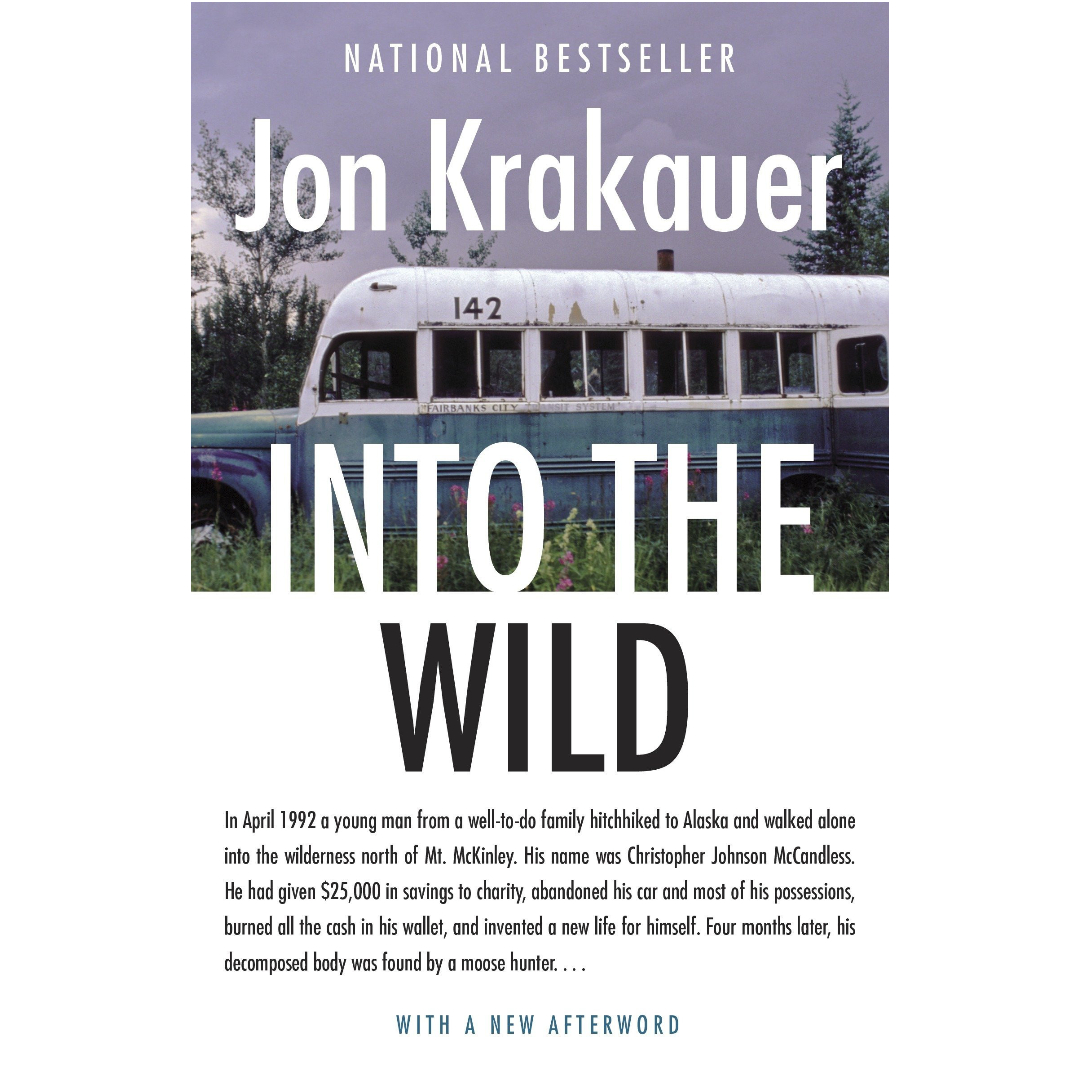 NATIONAL BESTSELLER
Jon Krakauer
142
FAIRBANKS CITY TRANSIT SYSTEM
INTO THE
WILD
In April 1992 a young man from a well-to-do family hitchhiked to Alaska and walked alone
into the wilderness north of Mt. McKinley. His name was Christopher Johnson McCandless.
He had given $25,000 in savings to charity, abandoned his car and most of his possessions,
burned all the cash in his wallet, and invented a new life for himself. Four months later, his
decomposed body was found by a moose hunter. . . .
WITH A NEW AFTERWORD